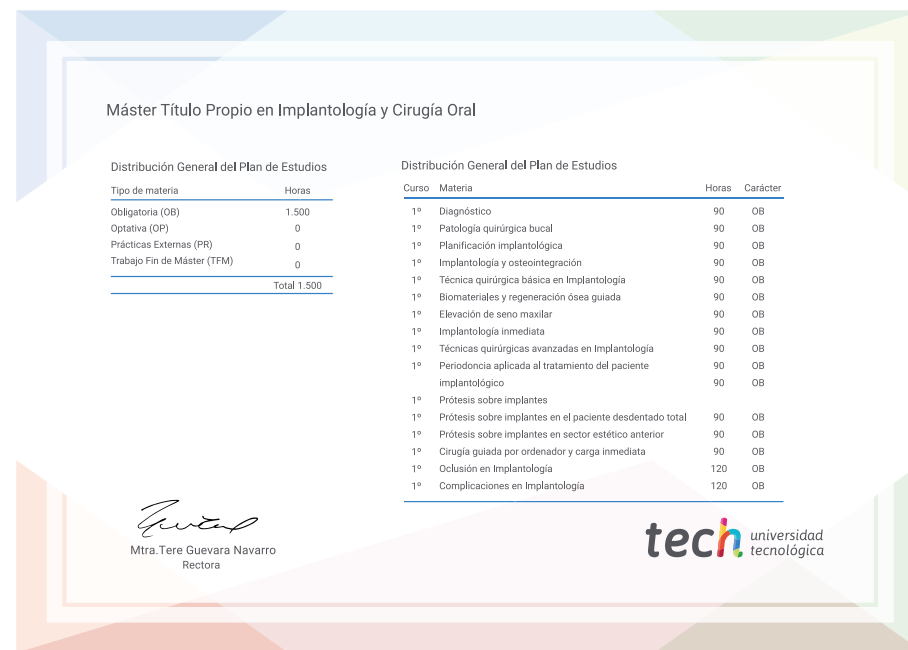 Máster Título Propio en Implantología y Cirugía Oral
Distribución General del Plan de Estudios
Tipo de materia Horas
Obligatoria (OB) 1.500
Optativa (OP) 0
Prácticas Externas (PR) 0
Trabajo Fin de Máster (TFM) 0
Total 1.500
Distribución General del Plan de Estudios
Curso Materia Horas Carácter
1º Diagnóstico 90 OB
1º Patología quirúrgica bucal 90 OB
1º Planificación implantológica 90 OB
1º Implantología y osteointegración 90 OB
1º Técnica quirúrgica básica en Implantología 90 OB
1º Biomateriales y regeneración ósea guiada 90 OB
1º Elevación de seno maxilar 90 OB
1º Implantología inmediata 90 OB
1º Técnicas quirúrgicas avanzadas en Implantología 90 OB
1º Periodoncia aplicada al tratamiento del paciente 90 OB
implantológico 90 OB
1º Prótesis sobre implantes
1º Prótesis sobre implantes en el paciente desdentado total 90 OB
1º Prótesis sobre implantes en sector estético anterior 90 OB
1º Cirugía guiada por ordenador y carga inmediata 90 OB
1º Oclusión en Implantología 120 OB
1º Complicaciones en Implantología 120 OB
Mtra.Tere Guevara Navarro
Rectora
tech universidad
tecnológica